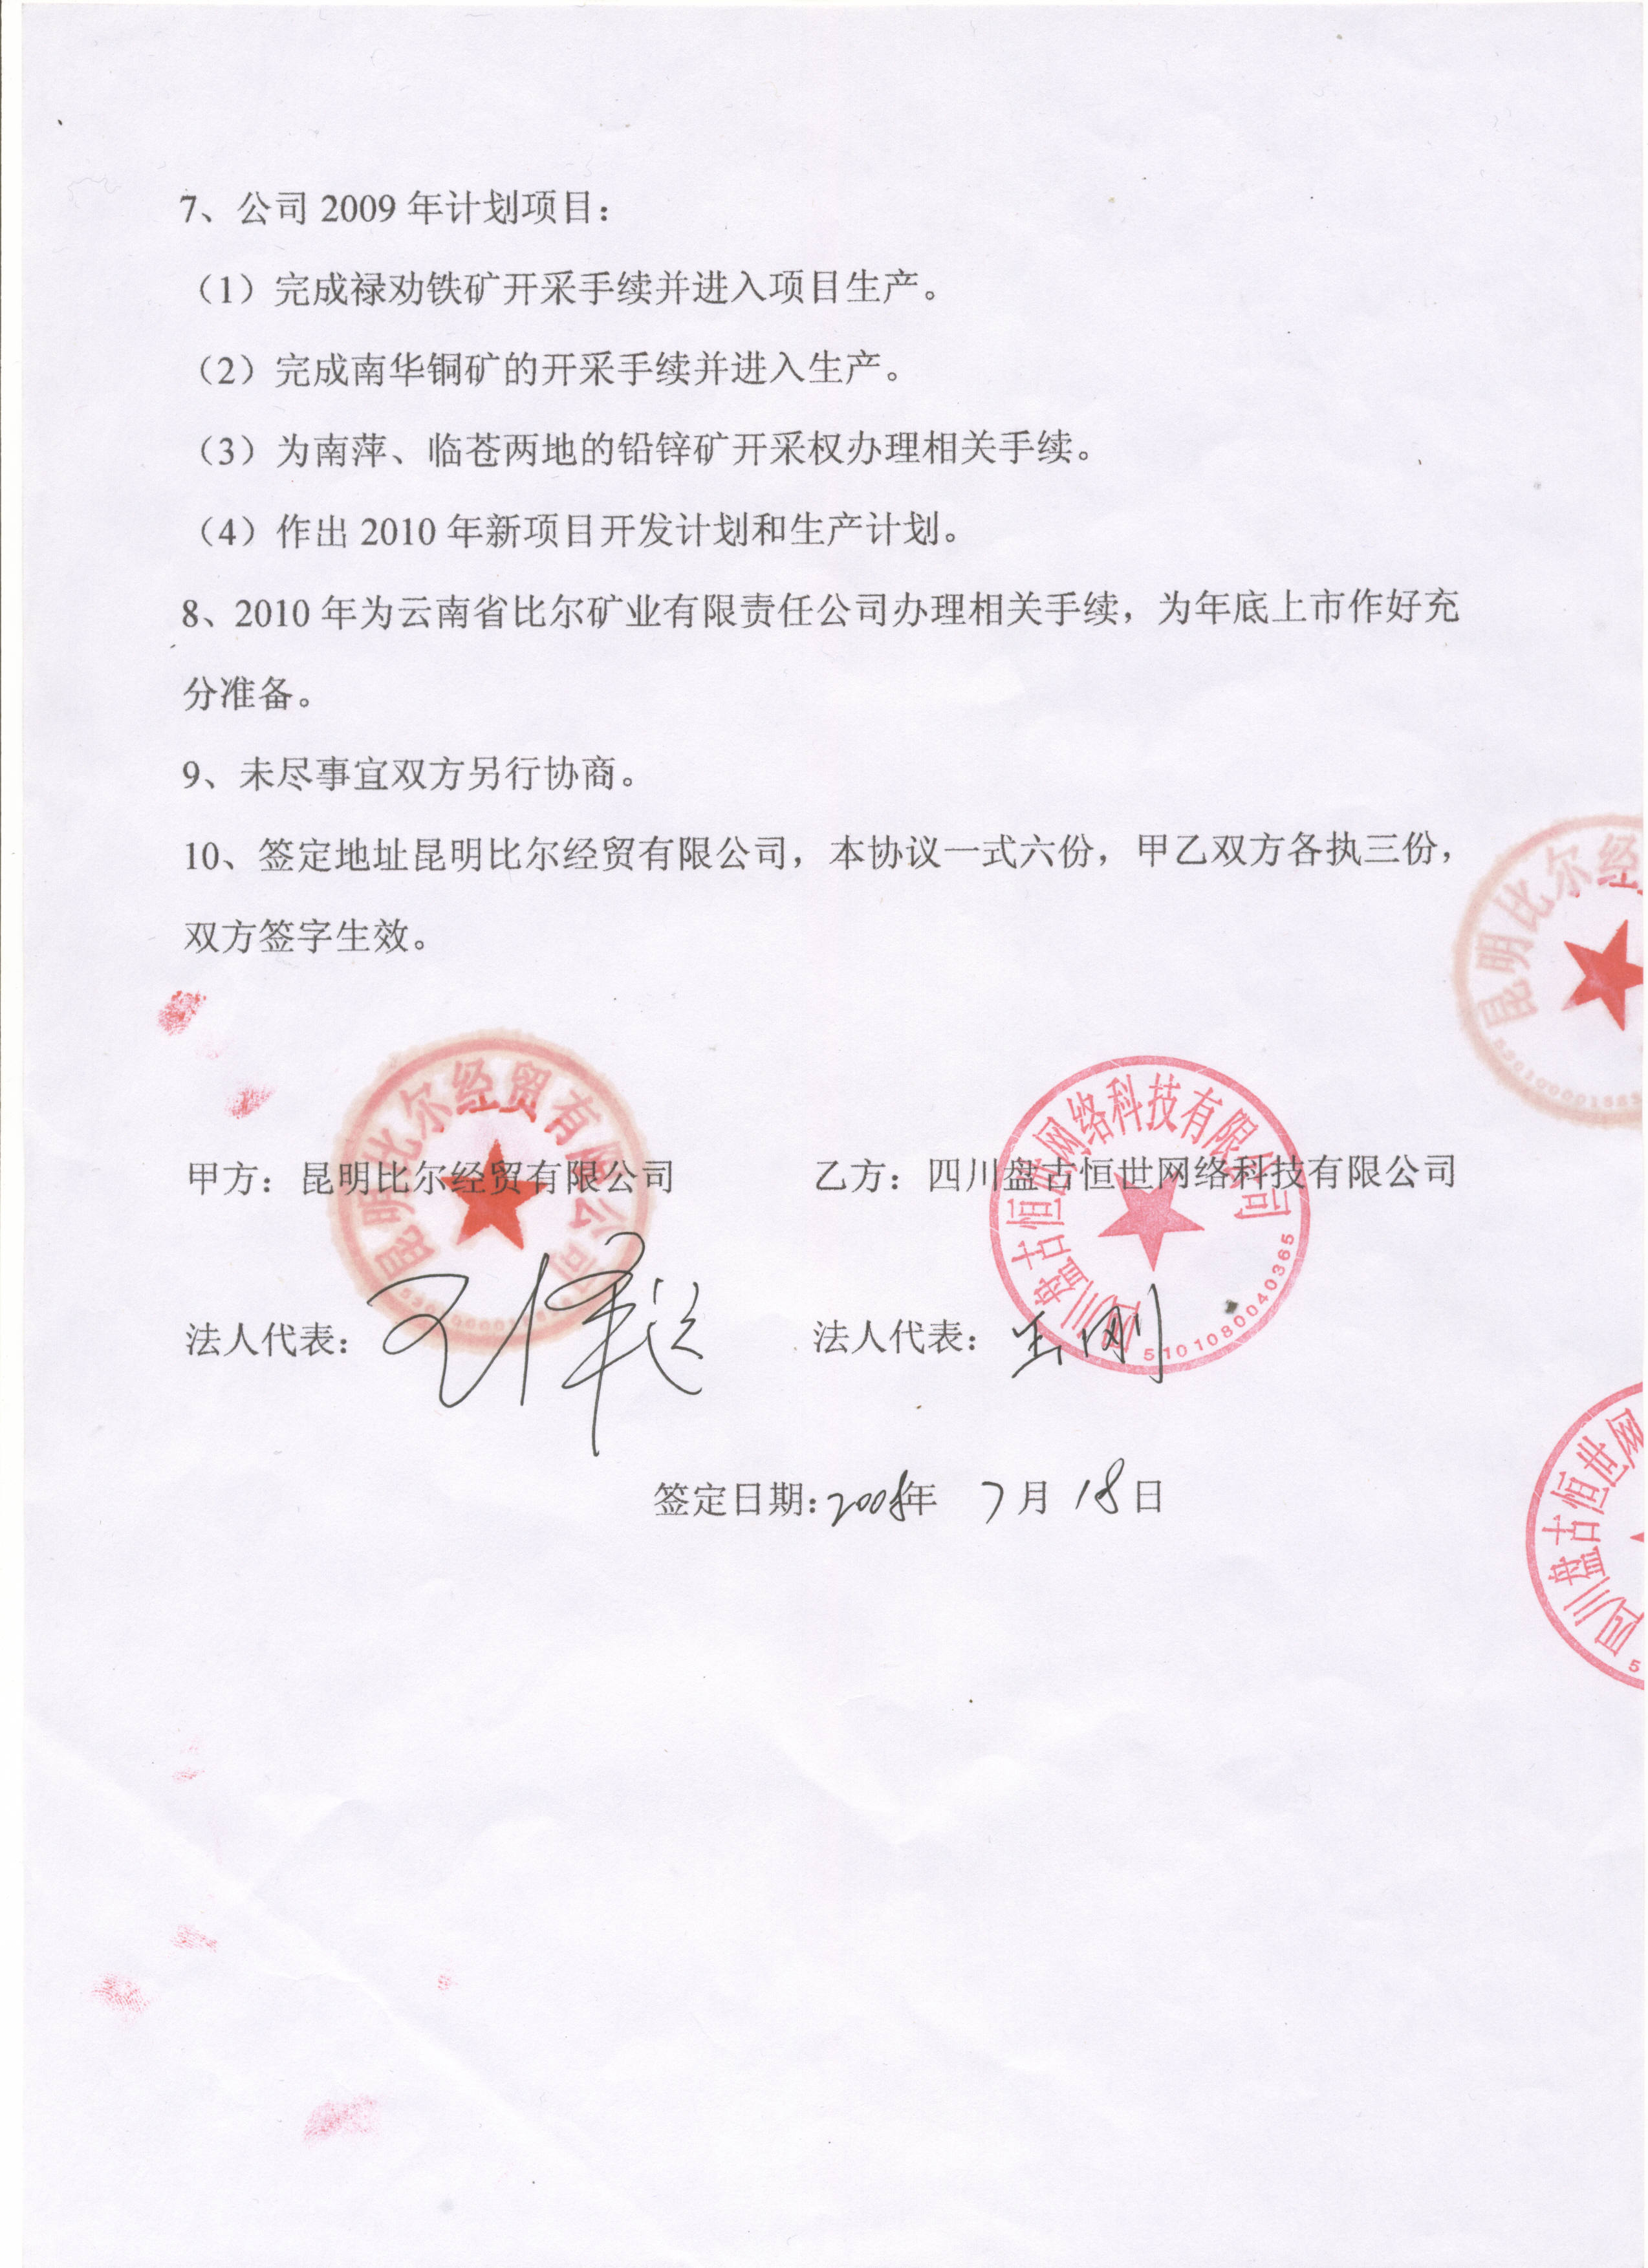 7、公司 2009 年计划项目：
（1）完成禄劝铁矿开采手续并进入项目生产。
（2）完成南华铜矿的开采手续并进入生产。
（3）为南萍、临苍两地的铅锌矿开采权办理相关手续。
（4）作出 2010 年新项目开发计划和生产计划。
8、2010 年为云南省比尔矿业有限责任公司办理相关手续，为年底上市作好充
分准备。
9、未尽事宜双方另行协商。
10、签定地址昆明比尔经贸有限公司，本协议一式六份，甲乙双方各执三份，
双方签字生效。
昆明比尔经
昆明比尔经贸有限公司
四川盘古恒世网络科技有限公司
5101080040365
甲方：昆明比尔经贸有限公司 乙方：四川盘古恒世网络科技有限公司
法人代表： 法人代表：
签定日期：2008年 7月 18日
四川盘古恒世网
5